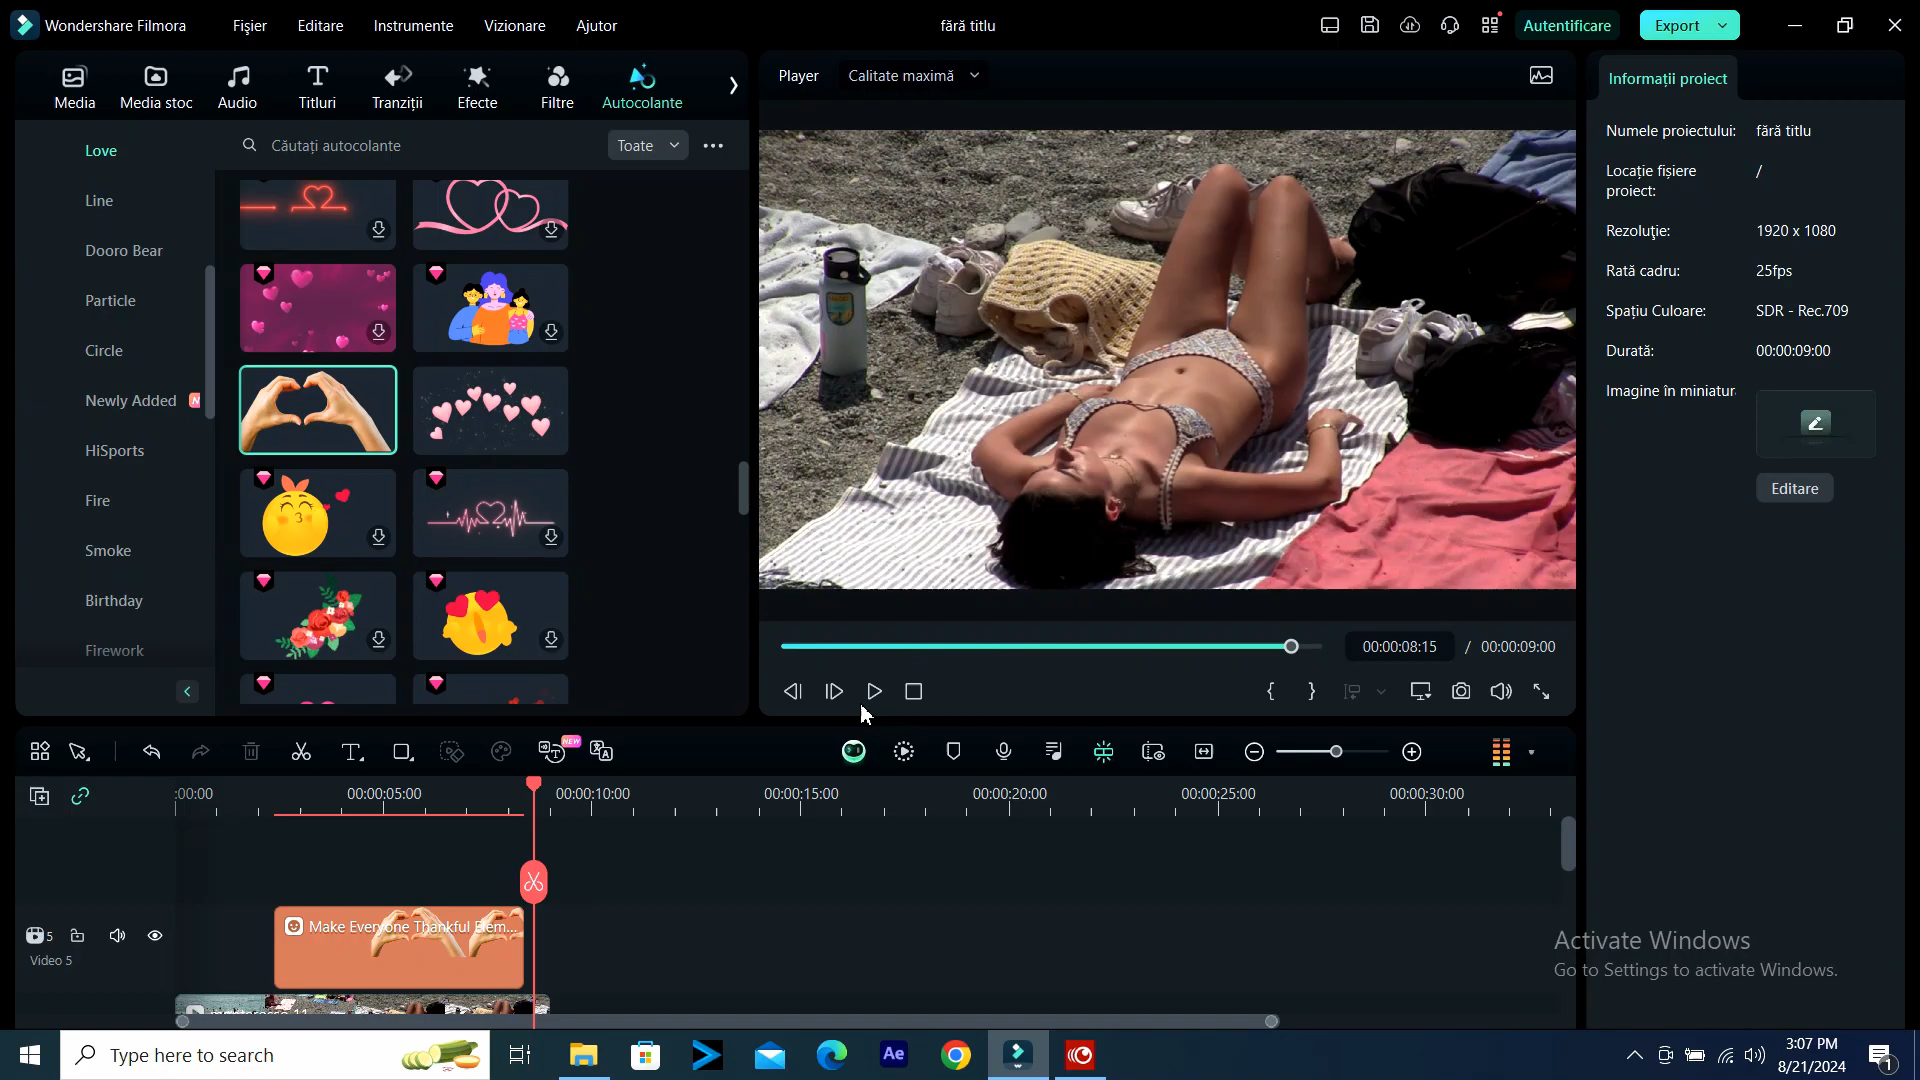 Wondershare Filmora
Fișier
Editare
Instrumente
Vizionare
Ajutor
fără titlu
Autentificare
Export
Media
Media stoc
Audio
Titluri
Tranziții
Efecte
Filtre
Autocolante
Player
Calitate maximă
Informații proiect
Love
Line
Dooro Bear
Particle
Circle
Newly Added
HiSports
Fire
Smoke
Birthday
Firework
Căutați autocolante
Toate
Numele proiectului:
fără titlu
Locație fișiere
proiect:
/
Rezoluţie:
1920 x 1080
Rată cadru:
25fps
Spațiu Culoare:
SDR - Rec.709
Durată:
00:00:09:00
Imagine în miniatur
Editare
00:00:08:15
/
00:00:09:00
NEW
:00:00
00:00:05:00
00:00:10:00
00:00:15:00
00:00:20:00
00:00:25:00
00:00:30:00
Make Everyone Thankful Elem...
5
Video 5
Activate Windows
Go to Settings to activate Windows.
Type here to search
Ae
3:07 PM
8/21/2024
1